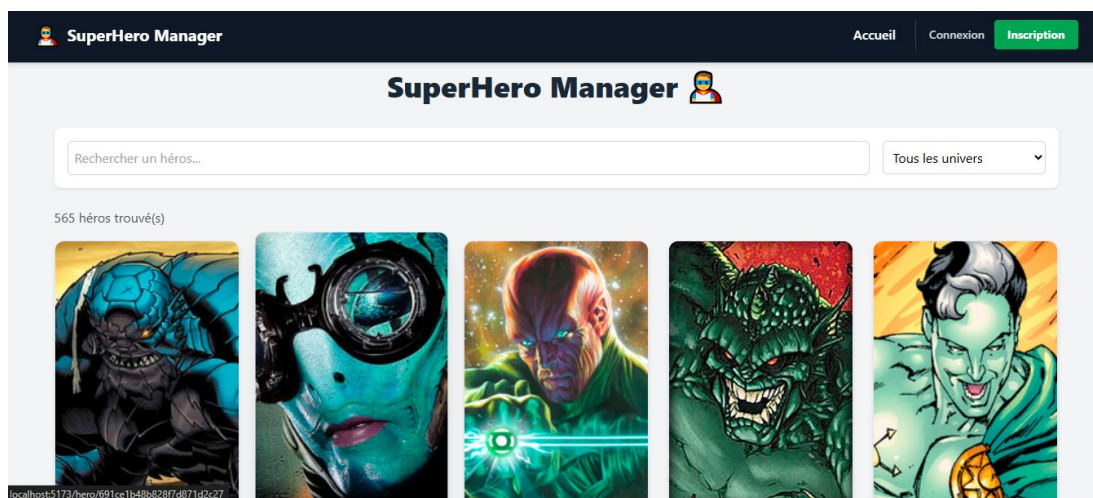 SuperHero Manager
Accueil
Connexion
Inscription
SuperHero Manager
Rechercher un héros...
Tous les univers
565 héros trouvé(s)
localhost:5173/hero/691ce1b48b828f7d871d2c27